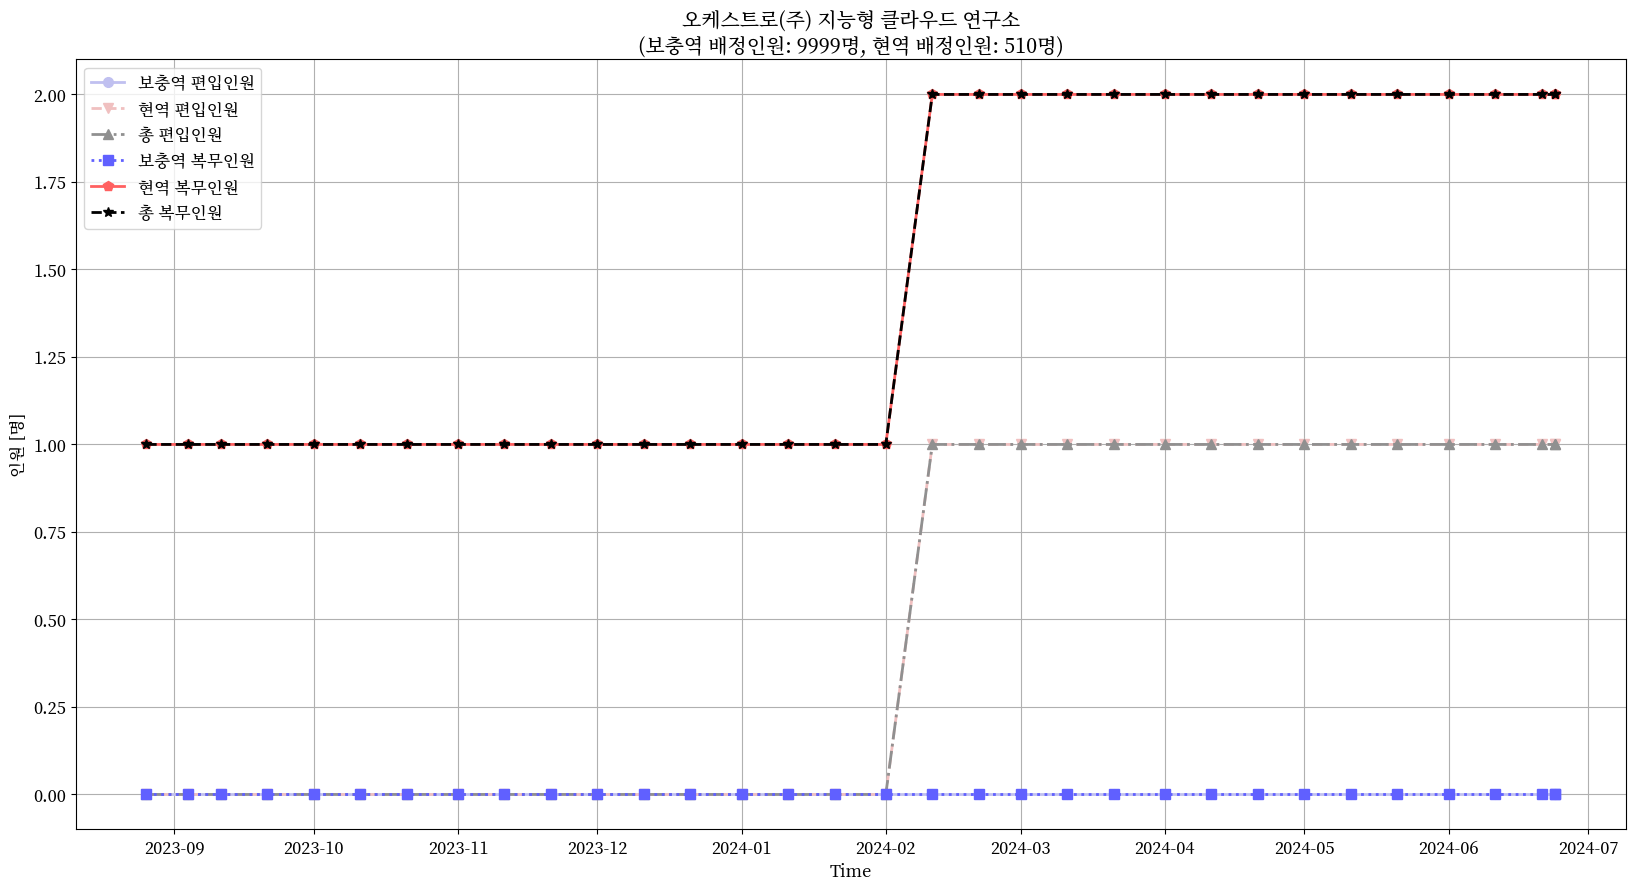 오케스트로(주) 지능형 클라우드 연구소
(보충역 배정인원: 9999명, 현역 배정인원: 510명)
보충역 편입인원
현역 편입인원
총 편입인원
보충역 복무인원
현역 복무인원
총 복무인원
2.00
1.75
1.50
1.25
1.00
0.75
0.50
0.25
0.00
인원 [명]
2023-09 2023-10 2023-11 2023-12 2024-01 2024-02 2024-03 2024-04 2024-05 2024-06 2024-07
Time